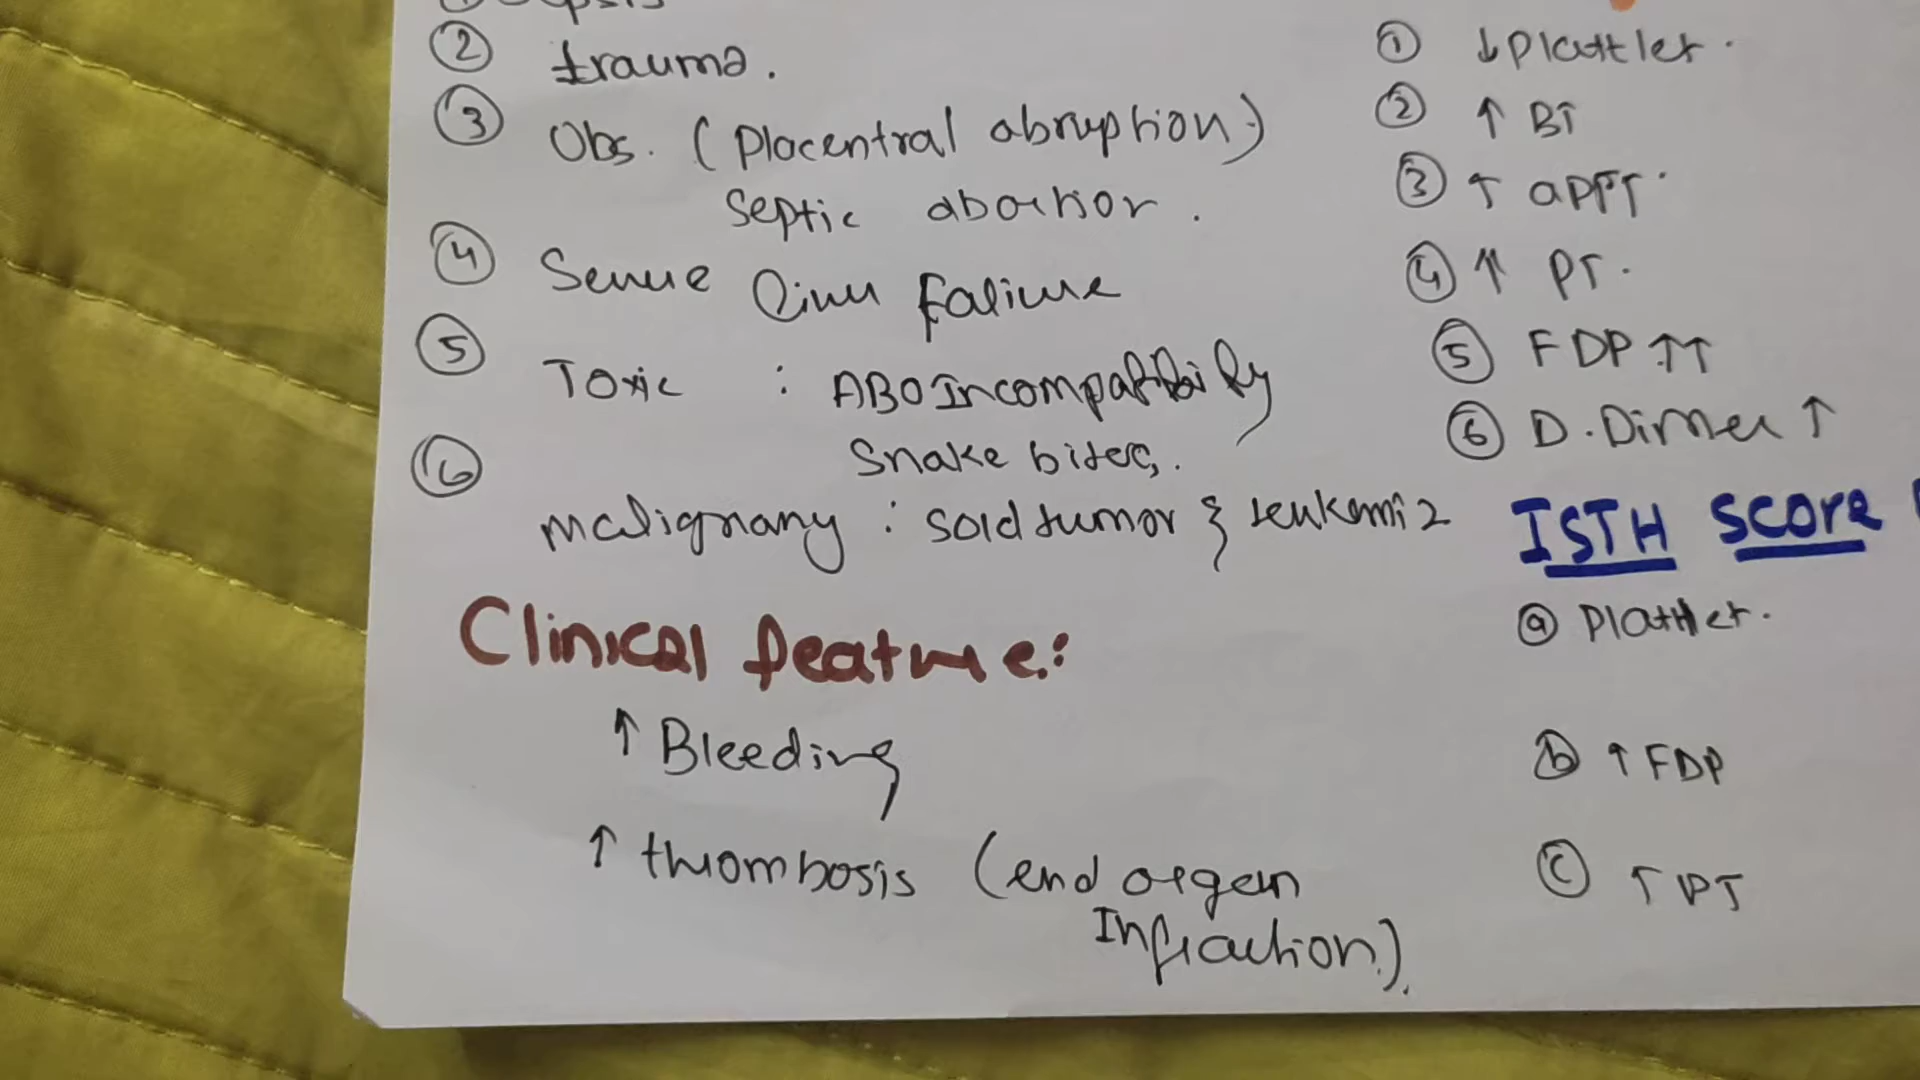 ② trauma.
③ Obs. (Placentral abruption.)
Septic abortion.
④ Severe Liver failure
⑤ Toxic : ABO Incompatibility
Snake bites,.
⑥ malignany : sold tumor & leukemia
Clinical feature:
↑ Bleeding
↑ thrombosis (end organ
Infraction.).
① ↓ Plattlet.
② ↑ BT
③ ↑ aPTT.
④ ↑ PT.
⑤ FDP ↑↑
⑥ D.Dimer ↑
ISTH SCORE
ⓐ Plattlet.
ⓑ ↑ FDP
ⓒ ↑ PT